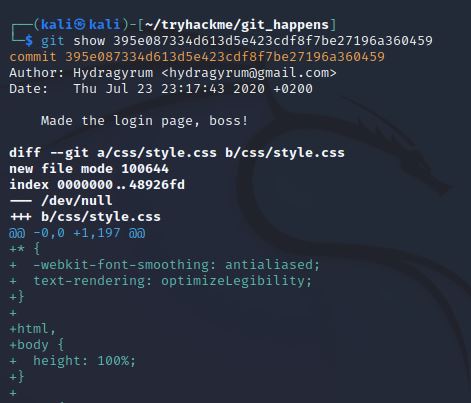 ┌──(kali㉿kali)-[~/tryhackme/git_happens]
└─$ git show 395e087334d613d5e423cdf8f7be27196a360459
commit 395e087334d613d5e423cdf8f7be27196a360459
Author: Hydragyrum <hydragyrum@gmail.com>
Date:   Thu Jul 23 23:17:43 2020 +0200

    Made the login page, boss!

diff --git a/css/style.css b/css/style.css
new file mode 100644
index 0000000..48926fd
--- /dev/null
+++ b/css/style.css
@@ -0,0 +1,197 @@
+* {
+  -webkit-font-smoothing: antialiased;
+  text-rendering: optimizeLegibility;
+}
+
+html,
+body {
+  height: 100%;
+}
+